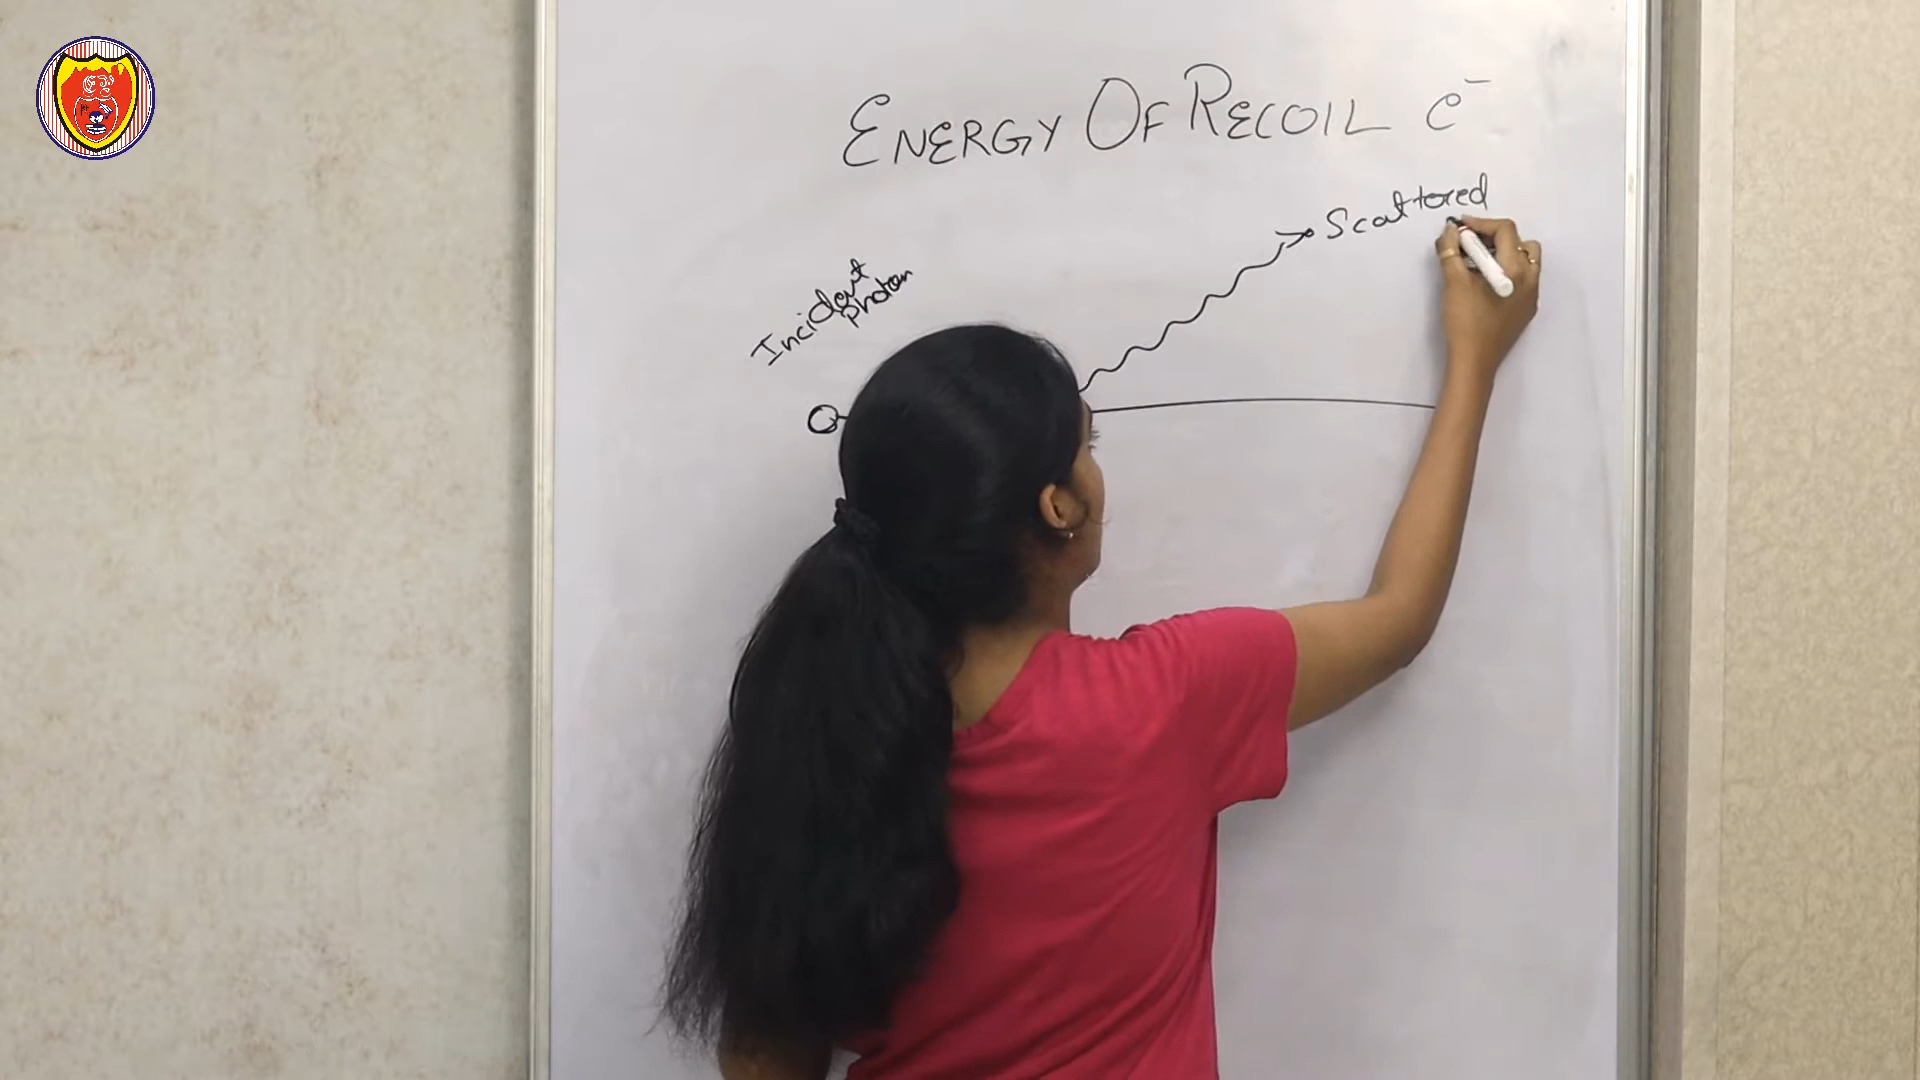 ENERGY OF RECOIL e⁻
Scattered
Incident
Photon